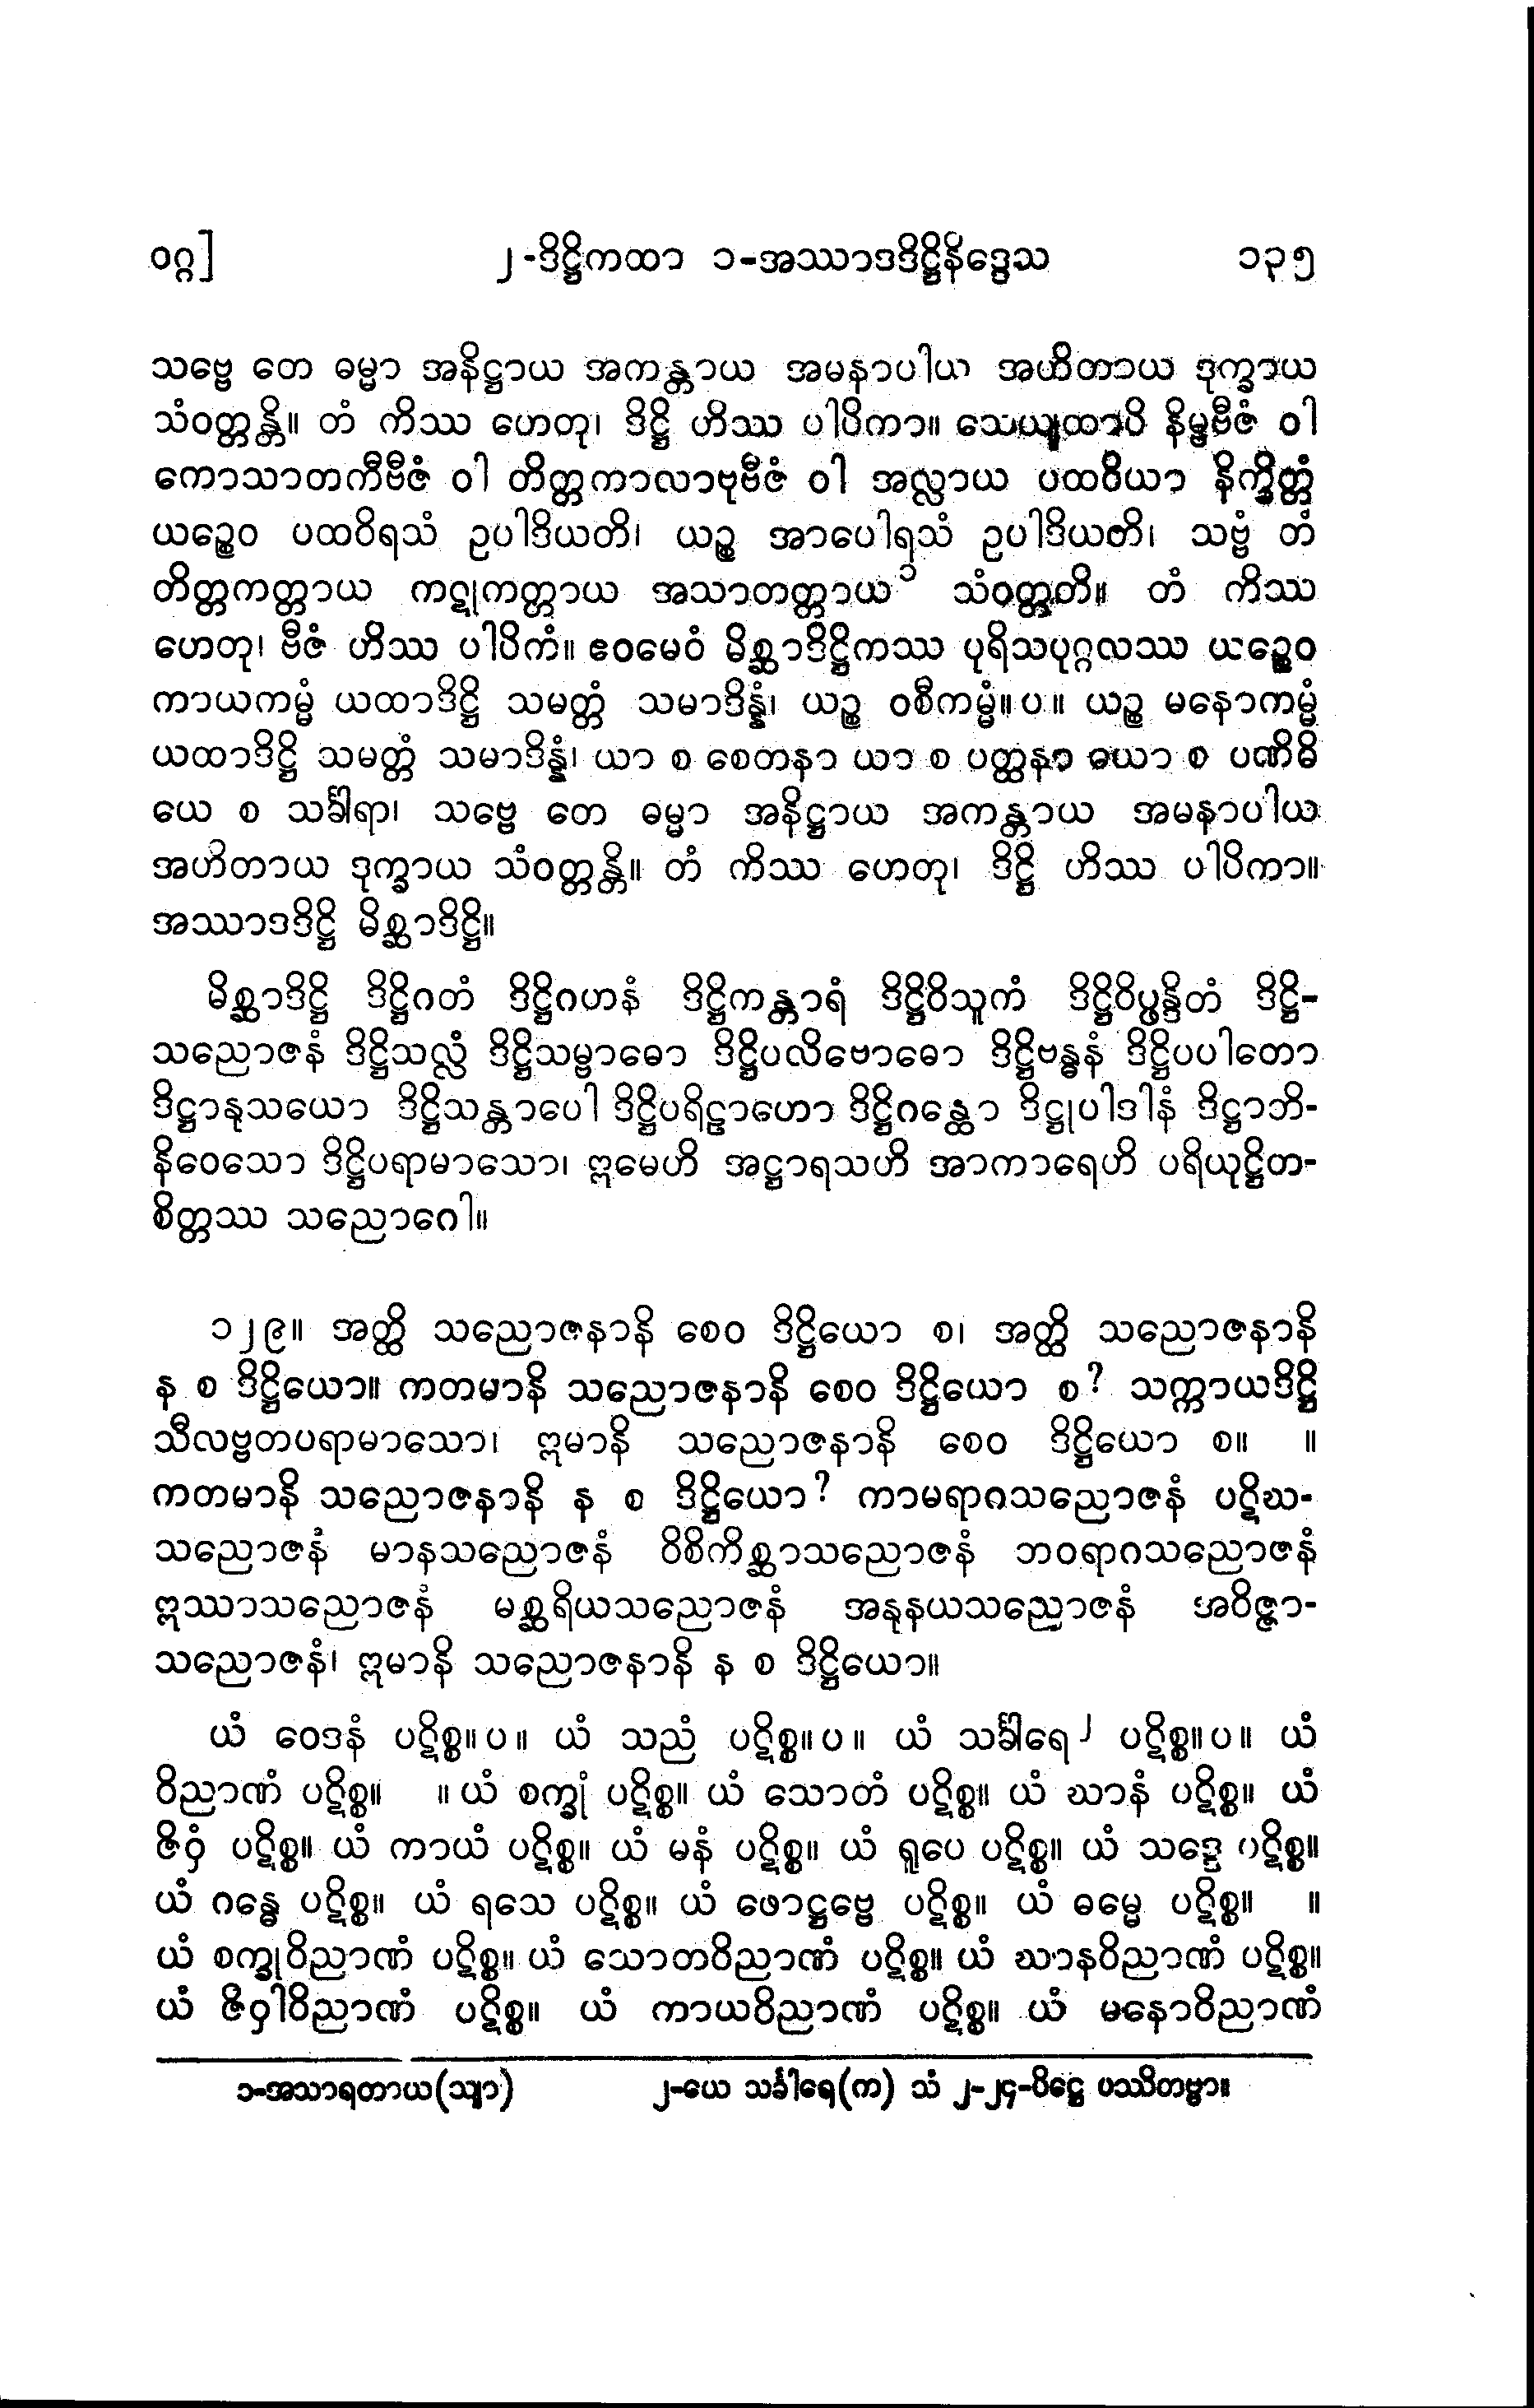 ဝဂ္ဂ] ၂-ဒိဋ္ဌိကထာ ၁-အဿာဒဒိဋ္ဌိနိဒ္ဒေသ ၁၃၅
သဗ္ဗေ တေ ဓမ္မာ အနိဋ္ဌာယ အကန္တာယ အမနာပါယ အဟိတာယ ဒုက္ခာယ
သံဝတ္တန္တိ။ တံ ကိဿ ဟေတု၊ ဒိဋ္ဌိ ဟိဿ ပါပိကာ။ သေယျထာပိ နိမ္ဗဗီဇံ ဝါ
ကောသာတကီဗီဇံ ဝါ တိတ္တကာလာဗုဗီဇံ ဝါ အလ္လာယ ပထဝိယာ နိက္ခိတ္တံ
ယဉ္စေဝ ပထဝိရသံ ဥပါဒိယတိ၊ ယဉ္စ အာပေါရသံ ဥပါဒိယတိ၊ သဗ္ဗံ တံ
တိတ္တကတ္တာယ ကဋုကတ္တာယ အသာတတ္တာယ၁ သံဝတ္တတိ။ တံ ကိဿ
ဟေတု၊ ဗီဇံ ဟိဿ ပါပိကံ။ ဧဝမေဝံ မိစ္ဆာဒိဋ္ဌိကဿ ပုရိသပုဂ္ဂလဿ ယဉ္စေဝ
ကာယကမ္မံ ယထာဒိဋ္ဌိ သမတ္တံ သမာဒိန္နံ၊ ယဉ္စ ဝစီကမ္မံ။ပ။ ယဉ္စ မနောကမ္မံ
ယထာဒိဋ္ဌိ သမတ္တံ သမာဒိန္နံ၊ ယာ စ စေတနာ ယာ စ ပတ္ထနာ ယာ စ ပဏိဓိ
ယေ စ သင်္ခါရာ၊ သဗ္ဗေ တေ ဓမ္မာ အနိဋ္ဌာယ အကန္တာယ အမနာပါယ
အဟိတာယ ဒုက္ခာယ သံဝတ္တန္တိ။ တံ ကိဿ ဟေတု၊ ဒိဋ္ဌိ ဟိဿ ပါပိကာ။
အဿာဒဒိဋ္ဌိ မိစ္ဆာဒိဋ္ဌိ။
မိစ္ဆာဒိဋ္ဌိ ဒိဋ္ဌိဂတံ ဒိဋ္ဌိဂဟနံ ဒိဋ္ဌိကန္တာရံ ဒိဋ္ဌိဝိသူကံ ဒိဋ္ဌိဝိပ္ဖန္ဒိတံ ဒိဋ္ဌိ-
သညောဇနံ ဒိဋ္ဌိသလ္လံ ဒိဋ္ဌိသမ္ဗာဓော ဒိဋ္ဌိပလိဗောဓော ဒိဋ္ဌိဗန္ဓနံ ဒိဋ္ဌိပပါတော
ဒိဋ္ဌာနုသယော ဒိဋ္ဌိသန္တာပေါ ဒိဋ္ဌိပရိဠာဟော ဒိဋ္ဌိဂန္ထော ဒိဋ္ဌုပါဒါနံ ဒိဋ္ဌာဘိ-
နိဝေသော ဒိဋ္ဌိပရာမာသော၊ ဣမေဟိ အဋ္ဌာရသဟိ အာကာရေဟိ ပရိယုဋ္ဌိတ-
စိတ္တဿ သညောဂေါ။
၁၂၉။ အတ္ထိ သညောဇနာနိ စေဝ ဒိဋ္ဌိယော စ၊ အတ္ထိ သညောဇနာနိ
န စ ဒိဋ္ဌိယော။ ကတမာနိ သညောဇနာနိ စေဝ ဒိဋ္ဌိယော စ? သက္ကာယဒိဋ္ဌိ
သီလဗ္ဗတပရာမာသော၊ ဣမာနိ သညောဇနာနိ စေဝ ဒိဋ္ဌိယော စ။ ။
ကတမာနိ သညောဇနာနိ န စ ဒိဋ္ဌိယော? ကာမရာဂသညောဇနံ ပဋိဃ-
သညောဇနံ မာနသညောဇနံ ဝိစိကိစ္ဆာသညောဇနံ ဘဝရာဂသညောဇနံ
ဣဿာသညောဇနံ မစ္ဆရိယသညောဇနံ အနုနယသညောဇနံ အဝိဇ္ဇာ-
သညောဇနံ၊ ဣမာနိ သညောဇနာနိ န စ ဒိဋ္ဌိယော။
ယံ ဝေဒနံ ပဋိစ္စ။ပ။ ယံ သညံ ပဋိစ္စ။ပ။ ယံ သင်္ခါရေ၂ ပဋိစ္စ။ပ။ ယံ
ဝိညာဏံ ပဋိစ္စ။ ။ ယံ စက္ခုံ ပဋိစ္စ။ ယံ သောတံ ပဋိစ္စ။ ယံ ဃာနံ ပဋိစ္စ။ ယံ
ဇိဝှံ ပဋိစ္စ။ ယံ ကာယံ ပဋိစ္စ။ ယံ မနံ ပဋိစ္စ။ ယံ ရူပေ ပဋိစ္စ။ ယံ သဒ္ဒေ ပဋိစ္စ။
ယံ ဂန္ဓေ ပဋိစ္စ။ ယံ ရသေ ပဋိစ္စ။ ယံ ဖောဋ္ဌဗ္ဗေ ပဋိစ္စ။ ယံ ဓမ္မေ ပဋိစ္စ။ ။
ယံ စက္ခုဝိညာဏံ ပဋိစ္စ။ ယံ သောတဝိညာဏံ ပဋိစ္စ။ ယံ ဃာနဝိညာဏံ ပဋိစ္စ။
ယံ ဇိဝှါဝိညာဏံ ပဋိစ္စ။ ယံ ကာယဝိညာဏံ ပဋိစ္စ။ ယံ မနောဝိညာဏံ
၁-အသာရတာယ(သျာ) ၂-ယေ သင်္ခါရေ(က) သံ ၂-၂၄-ပိဋ္ဌေ ပဿိတဗ္ဗာ။